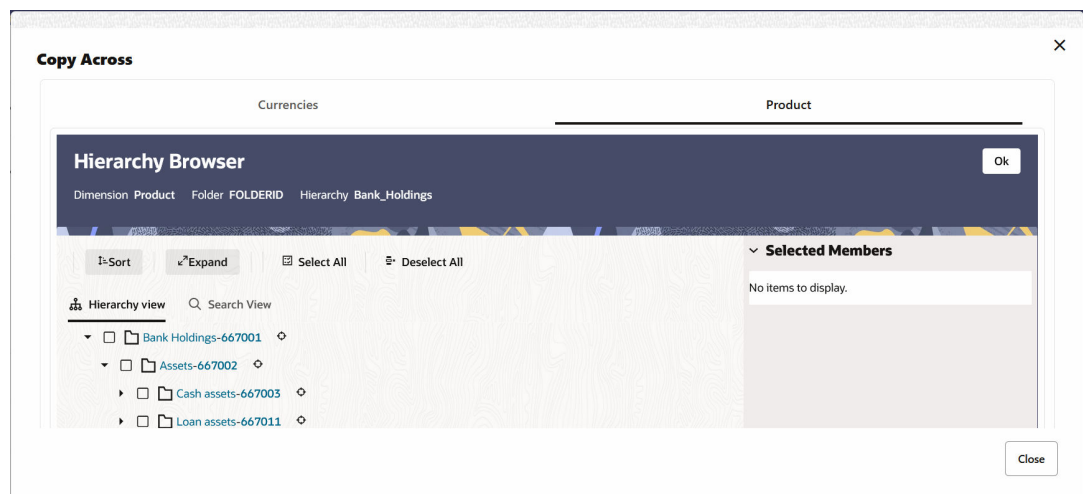 Copy Across
Currencies Product
Hierarchy Browser Ok
Dimension Product Folder FOLDERID Hierarchy Bank_Holdings
Sort Expand Select All Deselect All
Selected Members
No items to display.
Hierarchy view Search View
Bank Holdings-667001
Assets-667002
Cash assets-667003
Loan assets-667011
Close